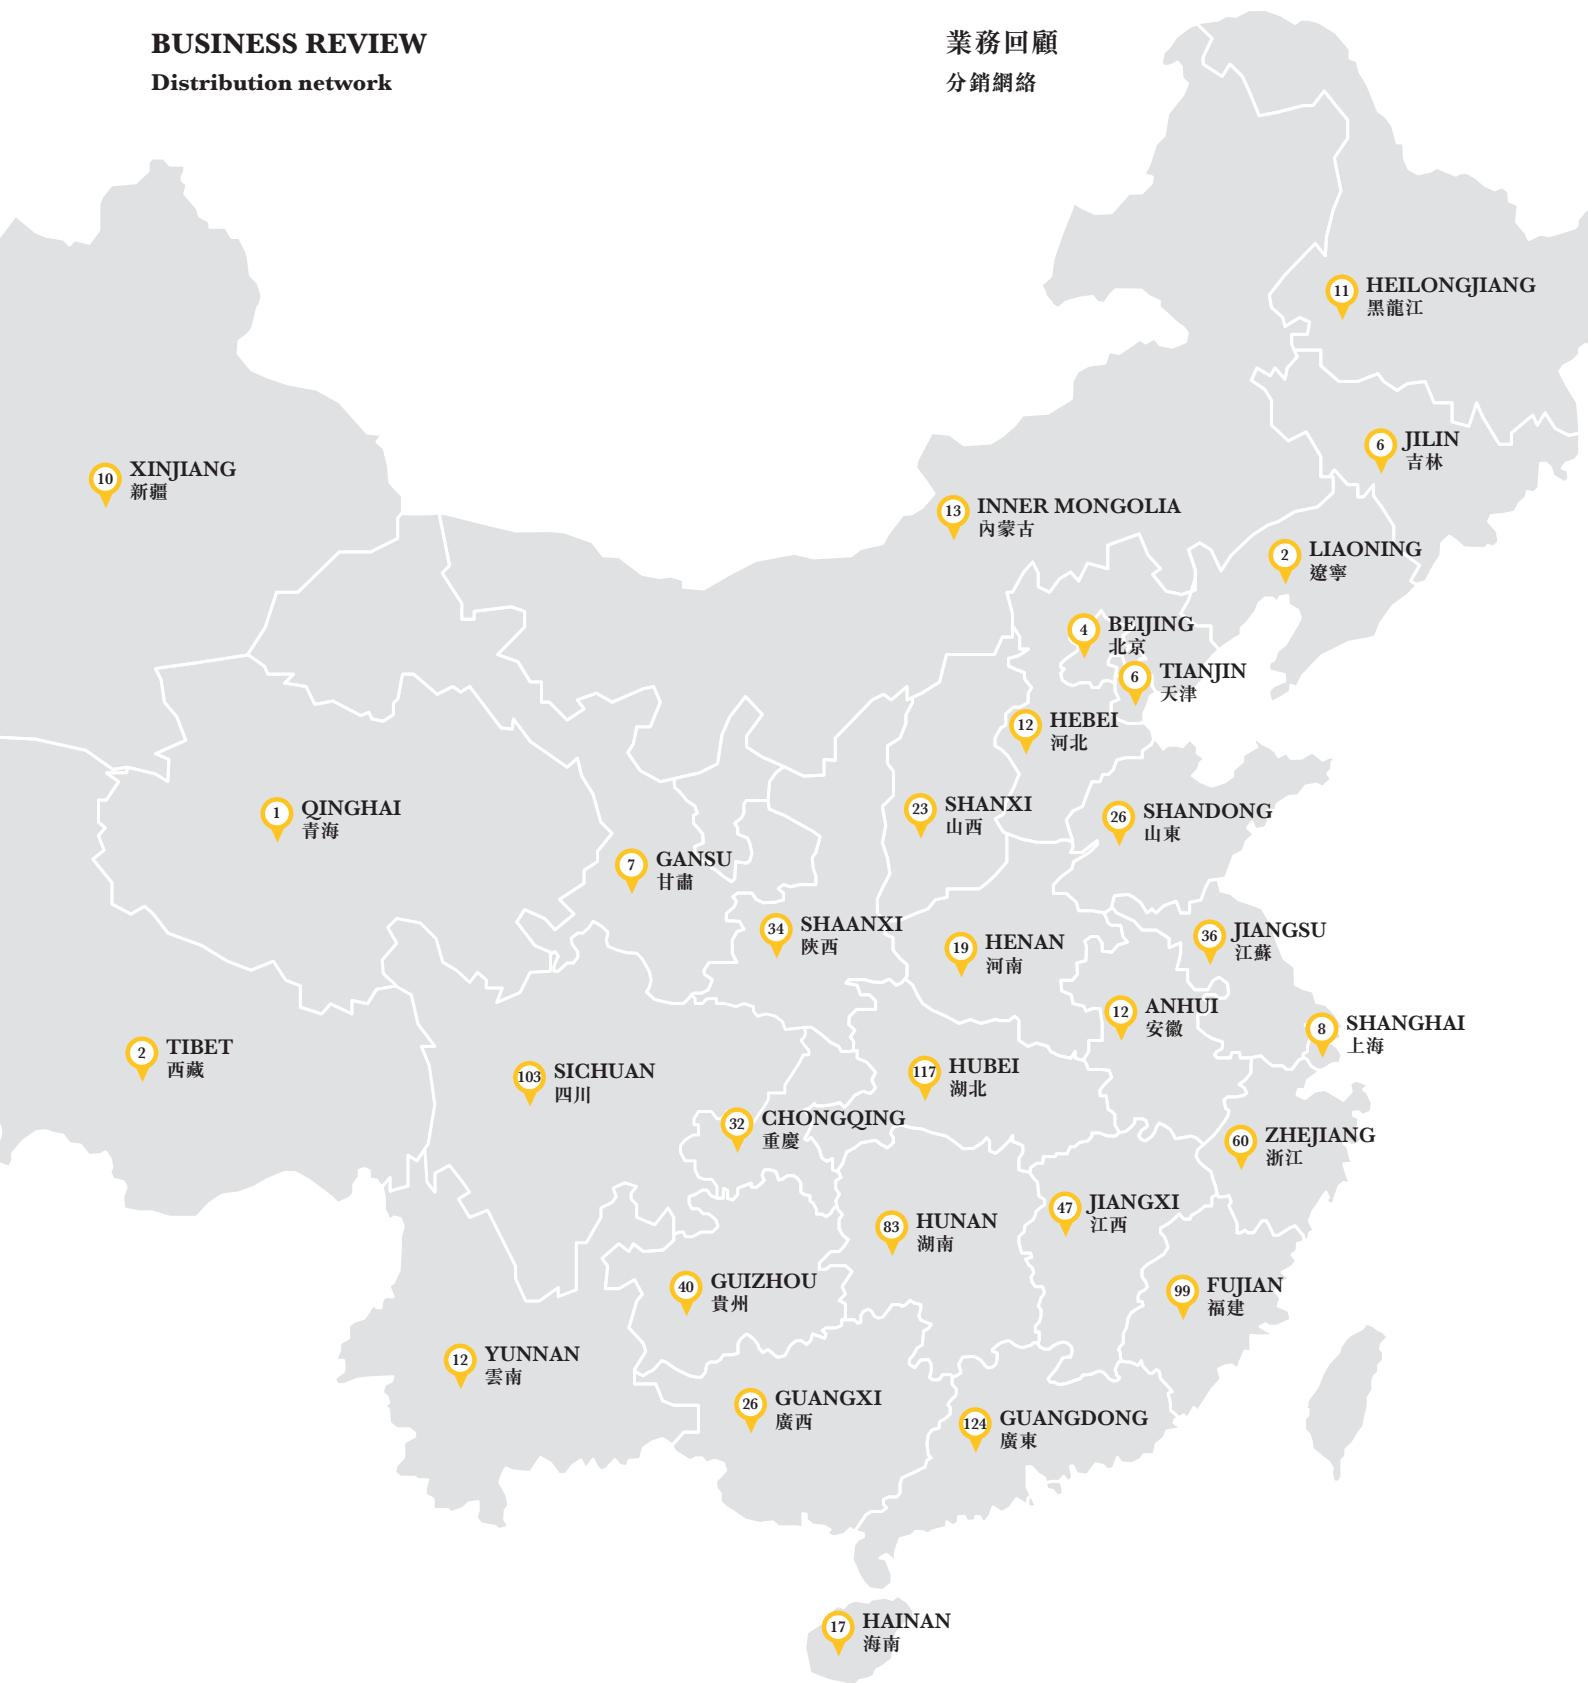 BUSINESS REVIEW
Distribution network
業務回顧
分銷網絡
11 HEILONGJIANG
黑龍江
6 JILIN
吉林
10 XINJIANG
新疆
13 INNER MONGOLIA
內蒙古
2 LIAONING
遼寧
4 BEIJING
北京
6 TIANJIN
天津
12 HEBEI
河北
1 QINGHAI
青海
23 SHANXI
山西
26 SHANDONG
山東
7 GANSU
甘肅
34 SHAANXI
陝西
19 HENAN
河南
36 JIANGSU
江蘇
12 ANHUI
安徽
8 SHANGHAI
上海
2 TIBET
西藏
103 SICHUAN
四川
117 HUBEI
湖北
32 CHONGQING
重慶
60 ZHEJIANG
浙江
47 JIANGXI
江西
83 HUNAN
湖南
40 GUIZHOU
貴州
99 FUJIAN
福建
12 YUNNAN
雲南
26 GUANGXI
廣西
124 GUANGDONG
廣東
17 HAINAN
海南